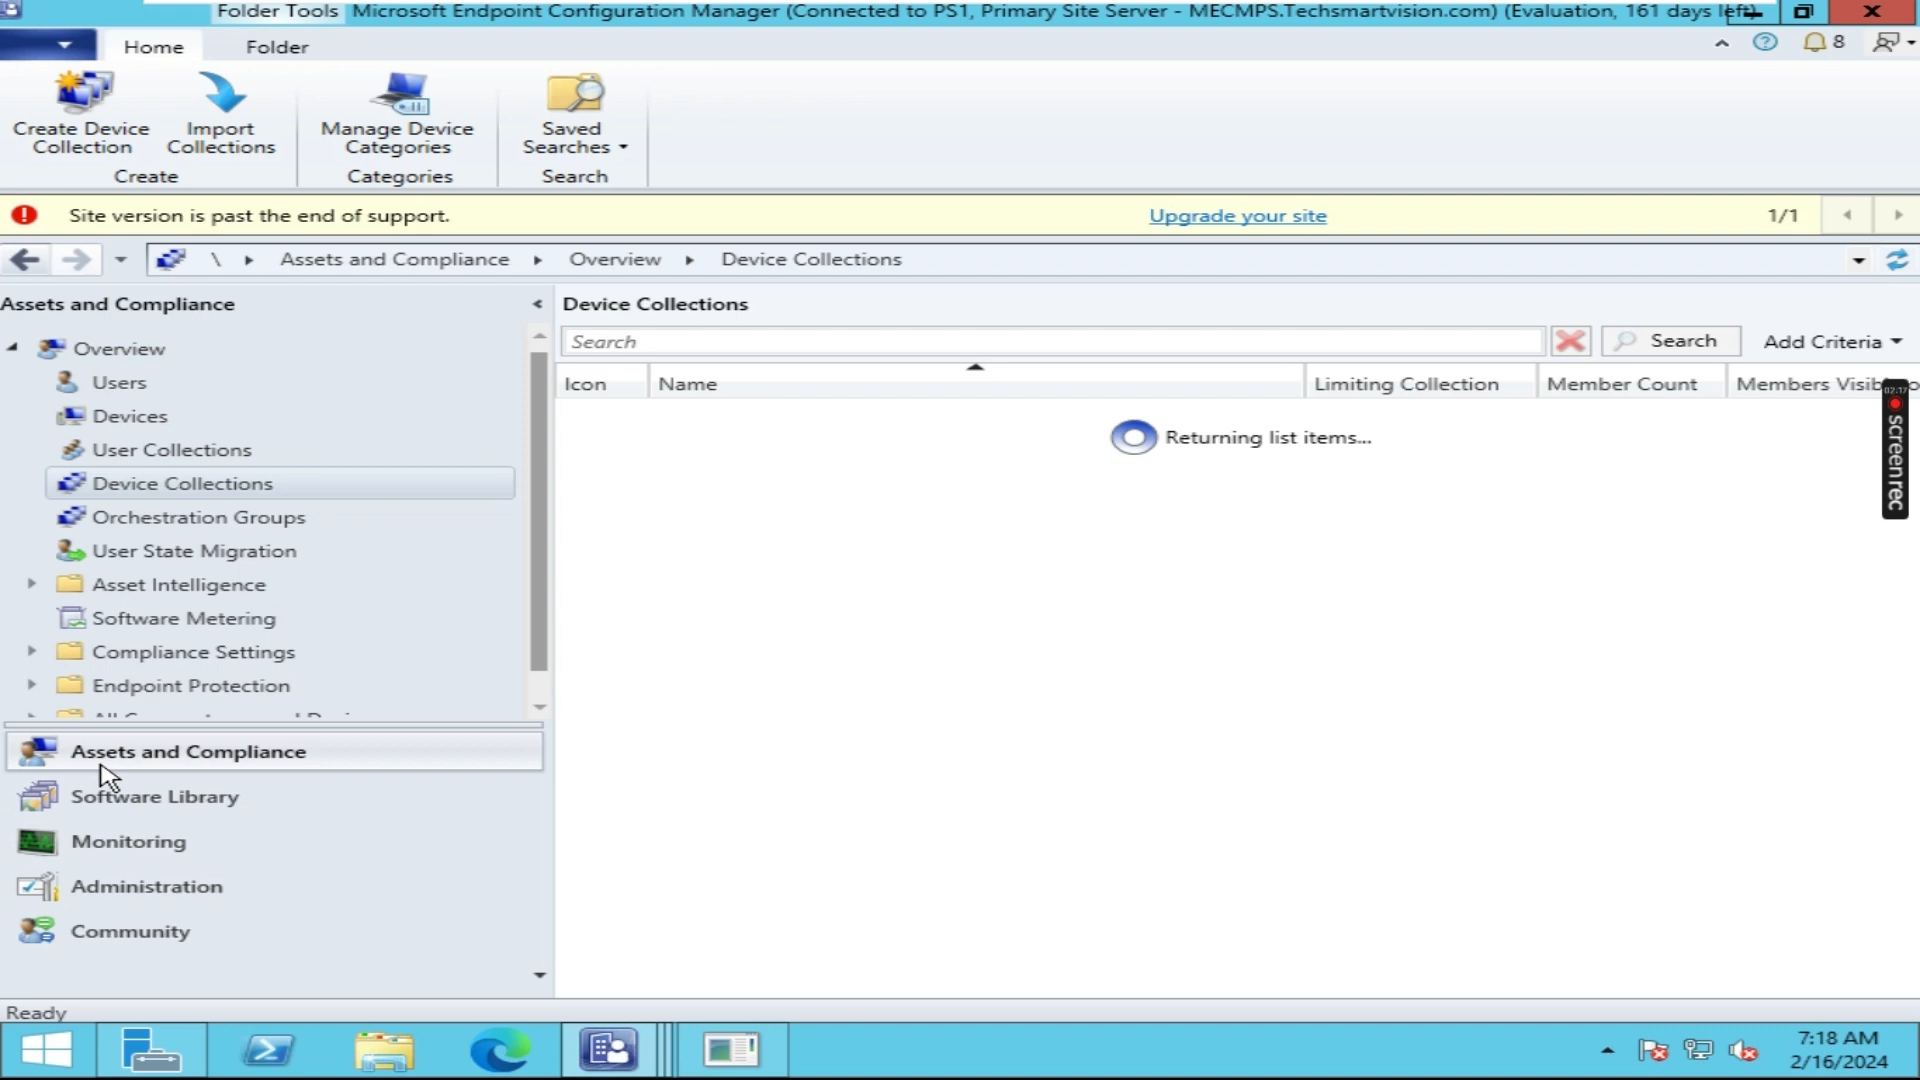 Folder Tools Microsoft Endpoint Configuration Manager (Connected to PS1, Primary Site Server - MECMPS.Techsmartvision.com) (Evaluation, 161 days left)
Home Folder
8
Create Device Collection
Import Collections
Manage Device Categories
Saved Searches
Create Categories Search
Site version is past the end of support. Upgrade your site 1/1
\ Assets and Compliance Overview Device Collections
Assets and Compliance
Overview
Users
Devices
User Collections
Device Collections
Orchestration Groups
User State Migration
Asset Intelligence
Software Metering
Compliance Settings
Endpoint Protection
Assets and Compliance
Software Library
Monitoring
Administration
Community
Device Collections
Search Search Add Criteria
Icon Name Limiting Collection Member Count Members
Returning list items...
02:17
screenrec
Ready
7:18 AM
2/16/2024